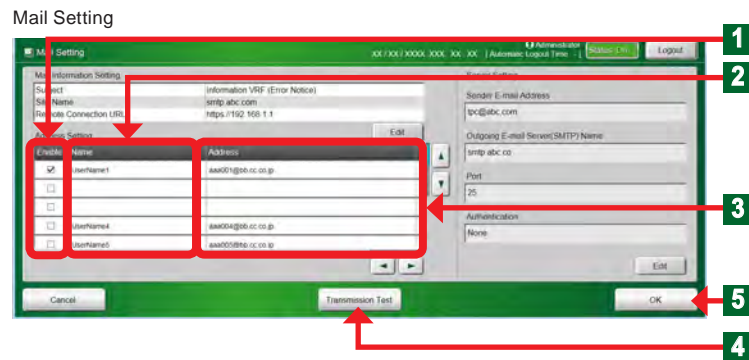 Mail Setting
1
Mail Setting
XX / XX / XXXX XXX XX XX | Automatic Logout Time - |
Administrator
Status On
Logout
2
Mail Information Setting
Subject Information VRF (Error Notice)
Site Name smtp abc com
Remote Connection URL https //192 168 1 1
Address Setting
Edit
Enable Name Address
UserName1 aaa001@bb.cc.co.jp
UserName4 aaa004@bb.cc.co.jp
UserName5 aaa005@bb.cc.co.jp
Server Setting
Sender E-mail Address
tpc@abc.com
Outgoing E-mail Server(SMTP) Name
smtp abc co
Port
25
3
Authentication
None
Edit
Cancel
Transmission Test
OK
5
4